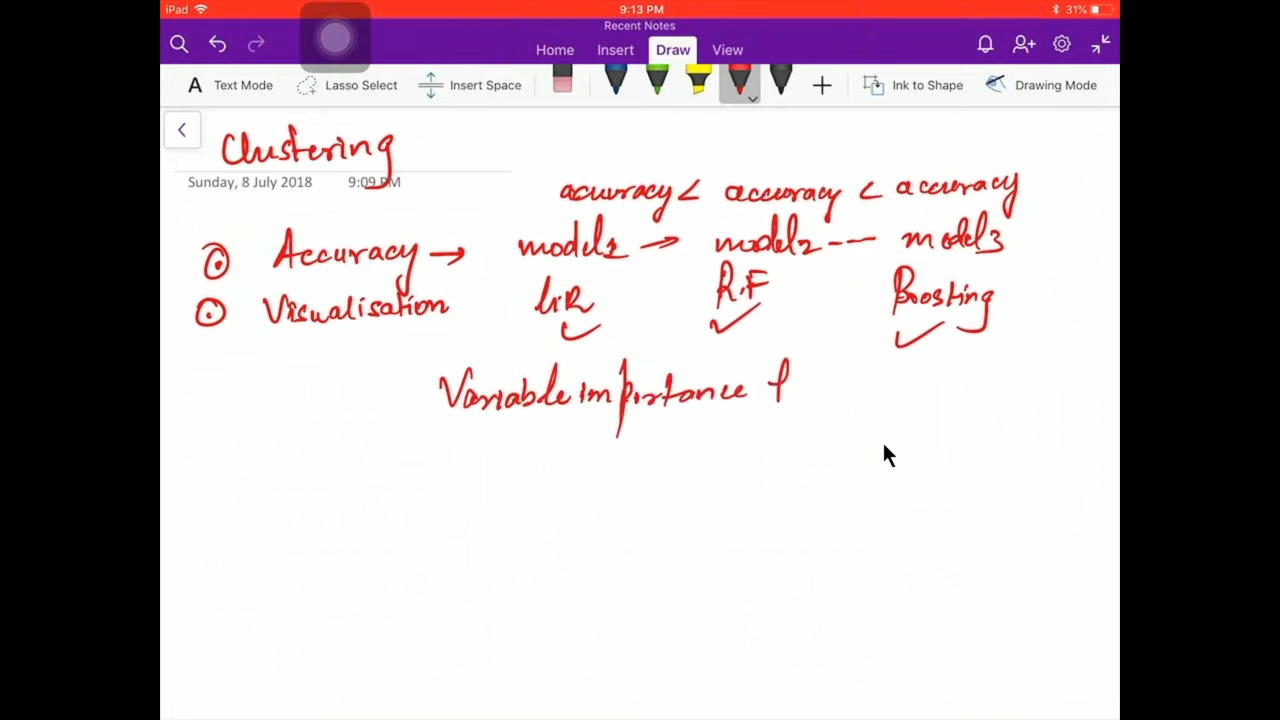 iPad 9:13 PM 31%
Recent Notes
Home Insert Draw View
A Text Mode Lasso Select Insert Space Ink to Shape Drawing Mode
Clustering
Sunday, 8 July 2018 9:09 PM
accuracy < accuracy < accuracy
Accuracy → model1 → model2 --- model3
Visualisation L.R R.F Boosting
Variable importance